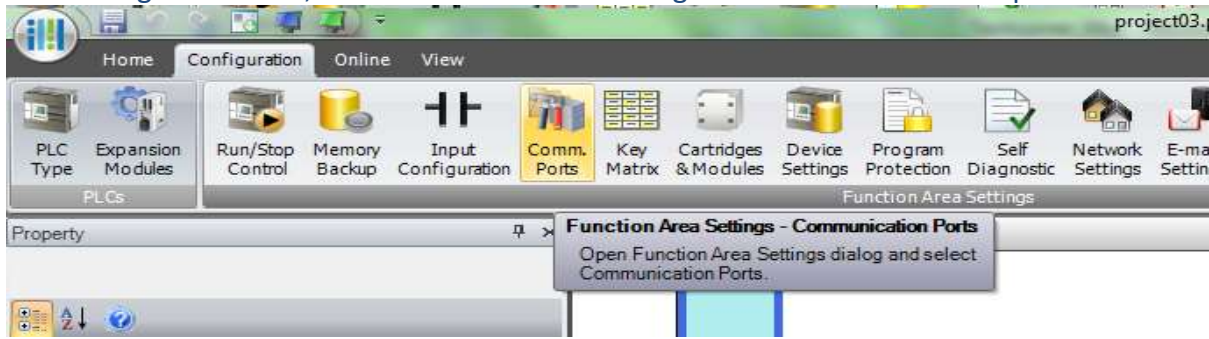 project03.p
Home Configuration Online View
PLC Type
Expansion Modules
Run/Stop Control
Memory Backup
Input Configuration
Comm. Ports
Key Matrix
Cartridges & Modules
Device Settings
Program Protection
Self Diagnostic
Network Settings
E-ma
Settin
PLCs
Function Area Settings
Property
Function Area Settings - Communication Ports
Open Function Area Settings dialog and select
Communication Ports.
A
Z